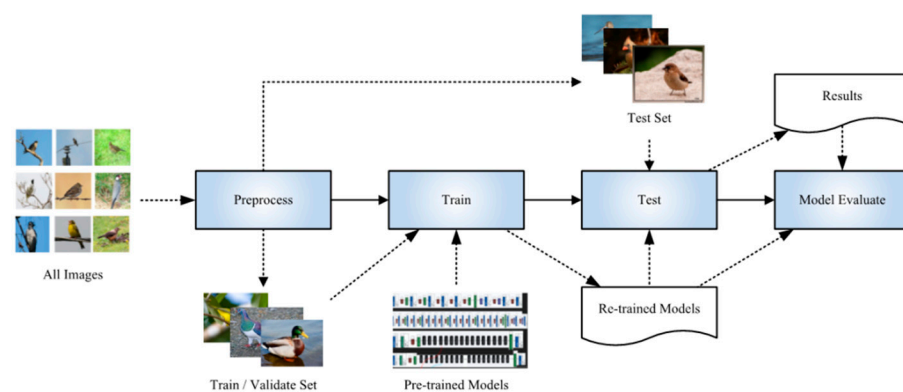 Test Set
Results
Preprocess
Train
Test
Model Evaluate
All Images
Re-trained Models
Train / Validate Set
Pre-trained Models